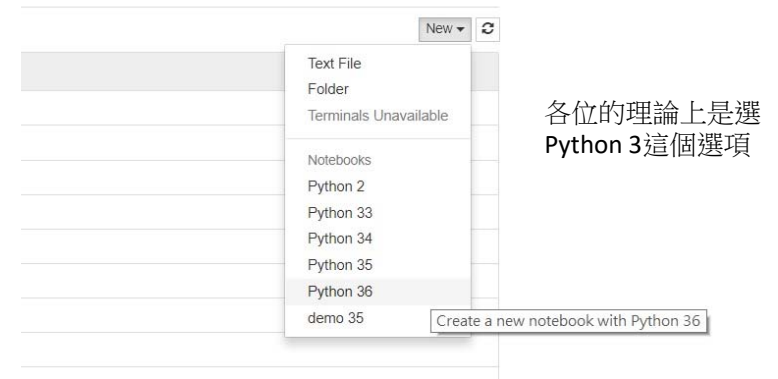 New
Text File
Folder
Terminals Unavailable
Notebooks
Python 2
Python 33
Python 34
Python 35
Python 36
demo 35
Create a new notebook with Python 36
各位的理論上是選
Python 3這個選項